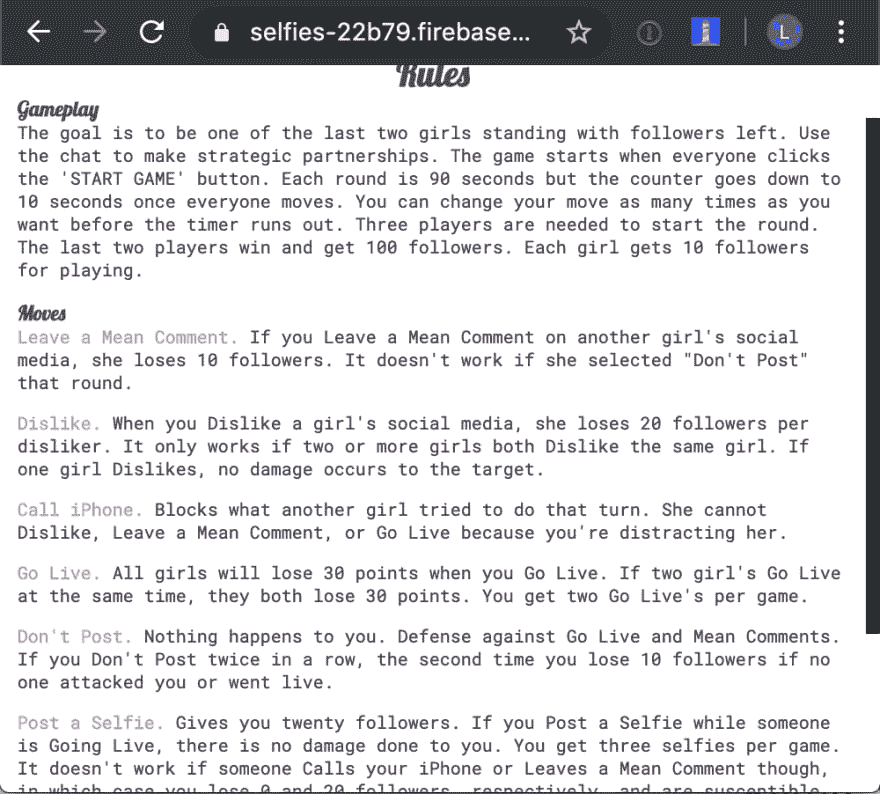 selfies-22b79.firebase...
L
Rules
Gameplay
The goal is to be one of the last two girls standing with followers left. Use
the chat to make strategic partnerships. The game starts when everyone clicks
the 'START GAME' button. Each round is 90 seconds but the counter goes down to
10 seconds once everyone moves. You can change your move as many times as you
want before the timer runs out. Three players are needed to start the round.
The last two players win and get 100 followers. Each girl gets 10 followers
for playing.
Moves
Leave a Mean Comment. If you Leave a Mean Comment on another girl's social
media, she loses 10 followers. It doesn't work if she selected "Don't Post"
that round.
Dislike. When you Dislike a girl's social media, she loses 20 followers per
disliker. It only works if two or more girls both Dislike the same girl. If
one girl Dislikes, no damage occurs to the target.
Call iPhone. Blocks what another girl tried to do that turn. She cannot
Dislike, Leave a Mean Comment, or Go Live because you're distracting her.
Go Live. All girls will lose 30 points when you Go Live. If two girl's Go Live
at the same time, they both lose 30 points. You get two Go Live's per game.
Don't Post. Nothing happens to you. Defense against Go Live and Mean Comments.
If you Don't Post twice in a row, the second time you lose 10 followers if no
one attacked you or went live.
Post a Selfie. Gives you twenty followers. If you Post a Selfie while someone
is Going Live, there is no damage done to you. You get three selfies per game.
It doesn't work if someone Calls your iPhone or Leaves a Mean Comment though,
in which case you lose 0 and 20 followers, respectively, and are susceptible